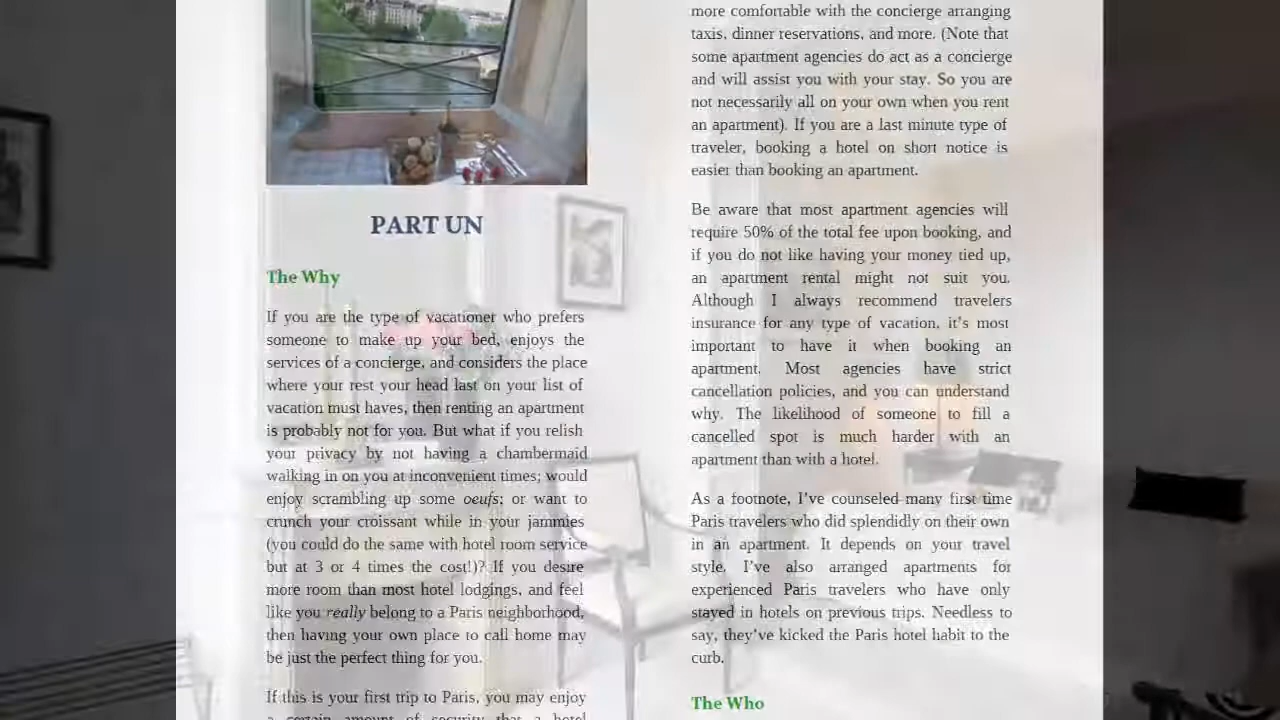 PART UN
The Why
If you are the type of vacationer who prefers
someone to make up your bed, enjoys the
services of a concierge, and considers the place
where your rest your head last on your list of
vacation must haves, then renting an apartment
is probably not for you. But what if you relish
your privacy by not having a chambermaid
walking in on you at inconvenient times; would
enjoy scrambling up some oeufs; or want to
crunch your croissant while in your jammies
(you could do the same with hotel room service
but at 3 or 4 times the cost!)? If you desire
more room than most hotel lodgings, and feel
like you really belong to a Paris neighborhood,
then having your own place to call home may
be just the perfect thing for you.
If this is your first trip to Paris, you may enjoy
a certain amount of security that a hotel
more comfortable with the concierge arranging
taxis, dinner reservations, and more. (Note that
some apartment agencies do act as a concierge
and will assist you with your stay. So you are
not necessarily all on your own when you rent
an apartment). If you are a last minute type of
traveler, booking a hotel on short notice is
easier than booking an apartment.
Be aware that most apartment agencies will
require 50% of the total fee upon booking, and
if you do not like having your money tied up,
an apartment rental might not suit you.
Although I always recommend travelers
insurance for any type of vacation, it's most
important to have it when booking an
apartment. Most agencies have strict
cancellation policies, and you can understand
why. The likelihood of someone to fill a
cancelled spot is much harder with an
apartment than with a hotel.
As a footnote, I've counseled many first time
Paris travelers who did splendidly on their own
in an apartment. It depends on your travel
style. I've also arranged apartments for
experienced Paris travelers who have only
stayed in hotels on previous trips. Needless to
say, they've kicked the Paris hotel habit to the
curb.
The Who